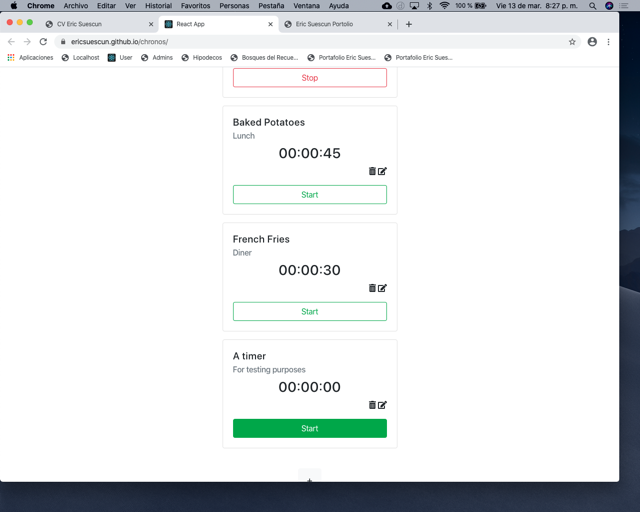 Chrome Archivo Editar Ver Historial Favoritos Personas Pestaña Ventana Ayuda 100 % Vie 13 de mar. 8:27 p. m.
CV Eric Suescun React App Eric Suescun Portolio
ericsuescun.github.io/chronos/
Aplicaciones Localhost User Admins Hipodecos Bosques del Recue... Portafolio Eric Sues... Portafolio Eric Sues...
Stop
Baked Potatoes
Lunch
00:00:45
Start
French Fries
Diner
00:00:30
Start
A timer
For testing purposes
00:00:00
Start
+